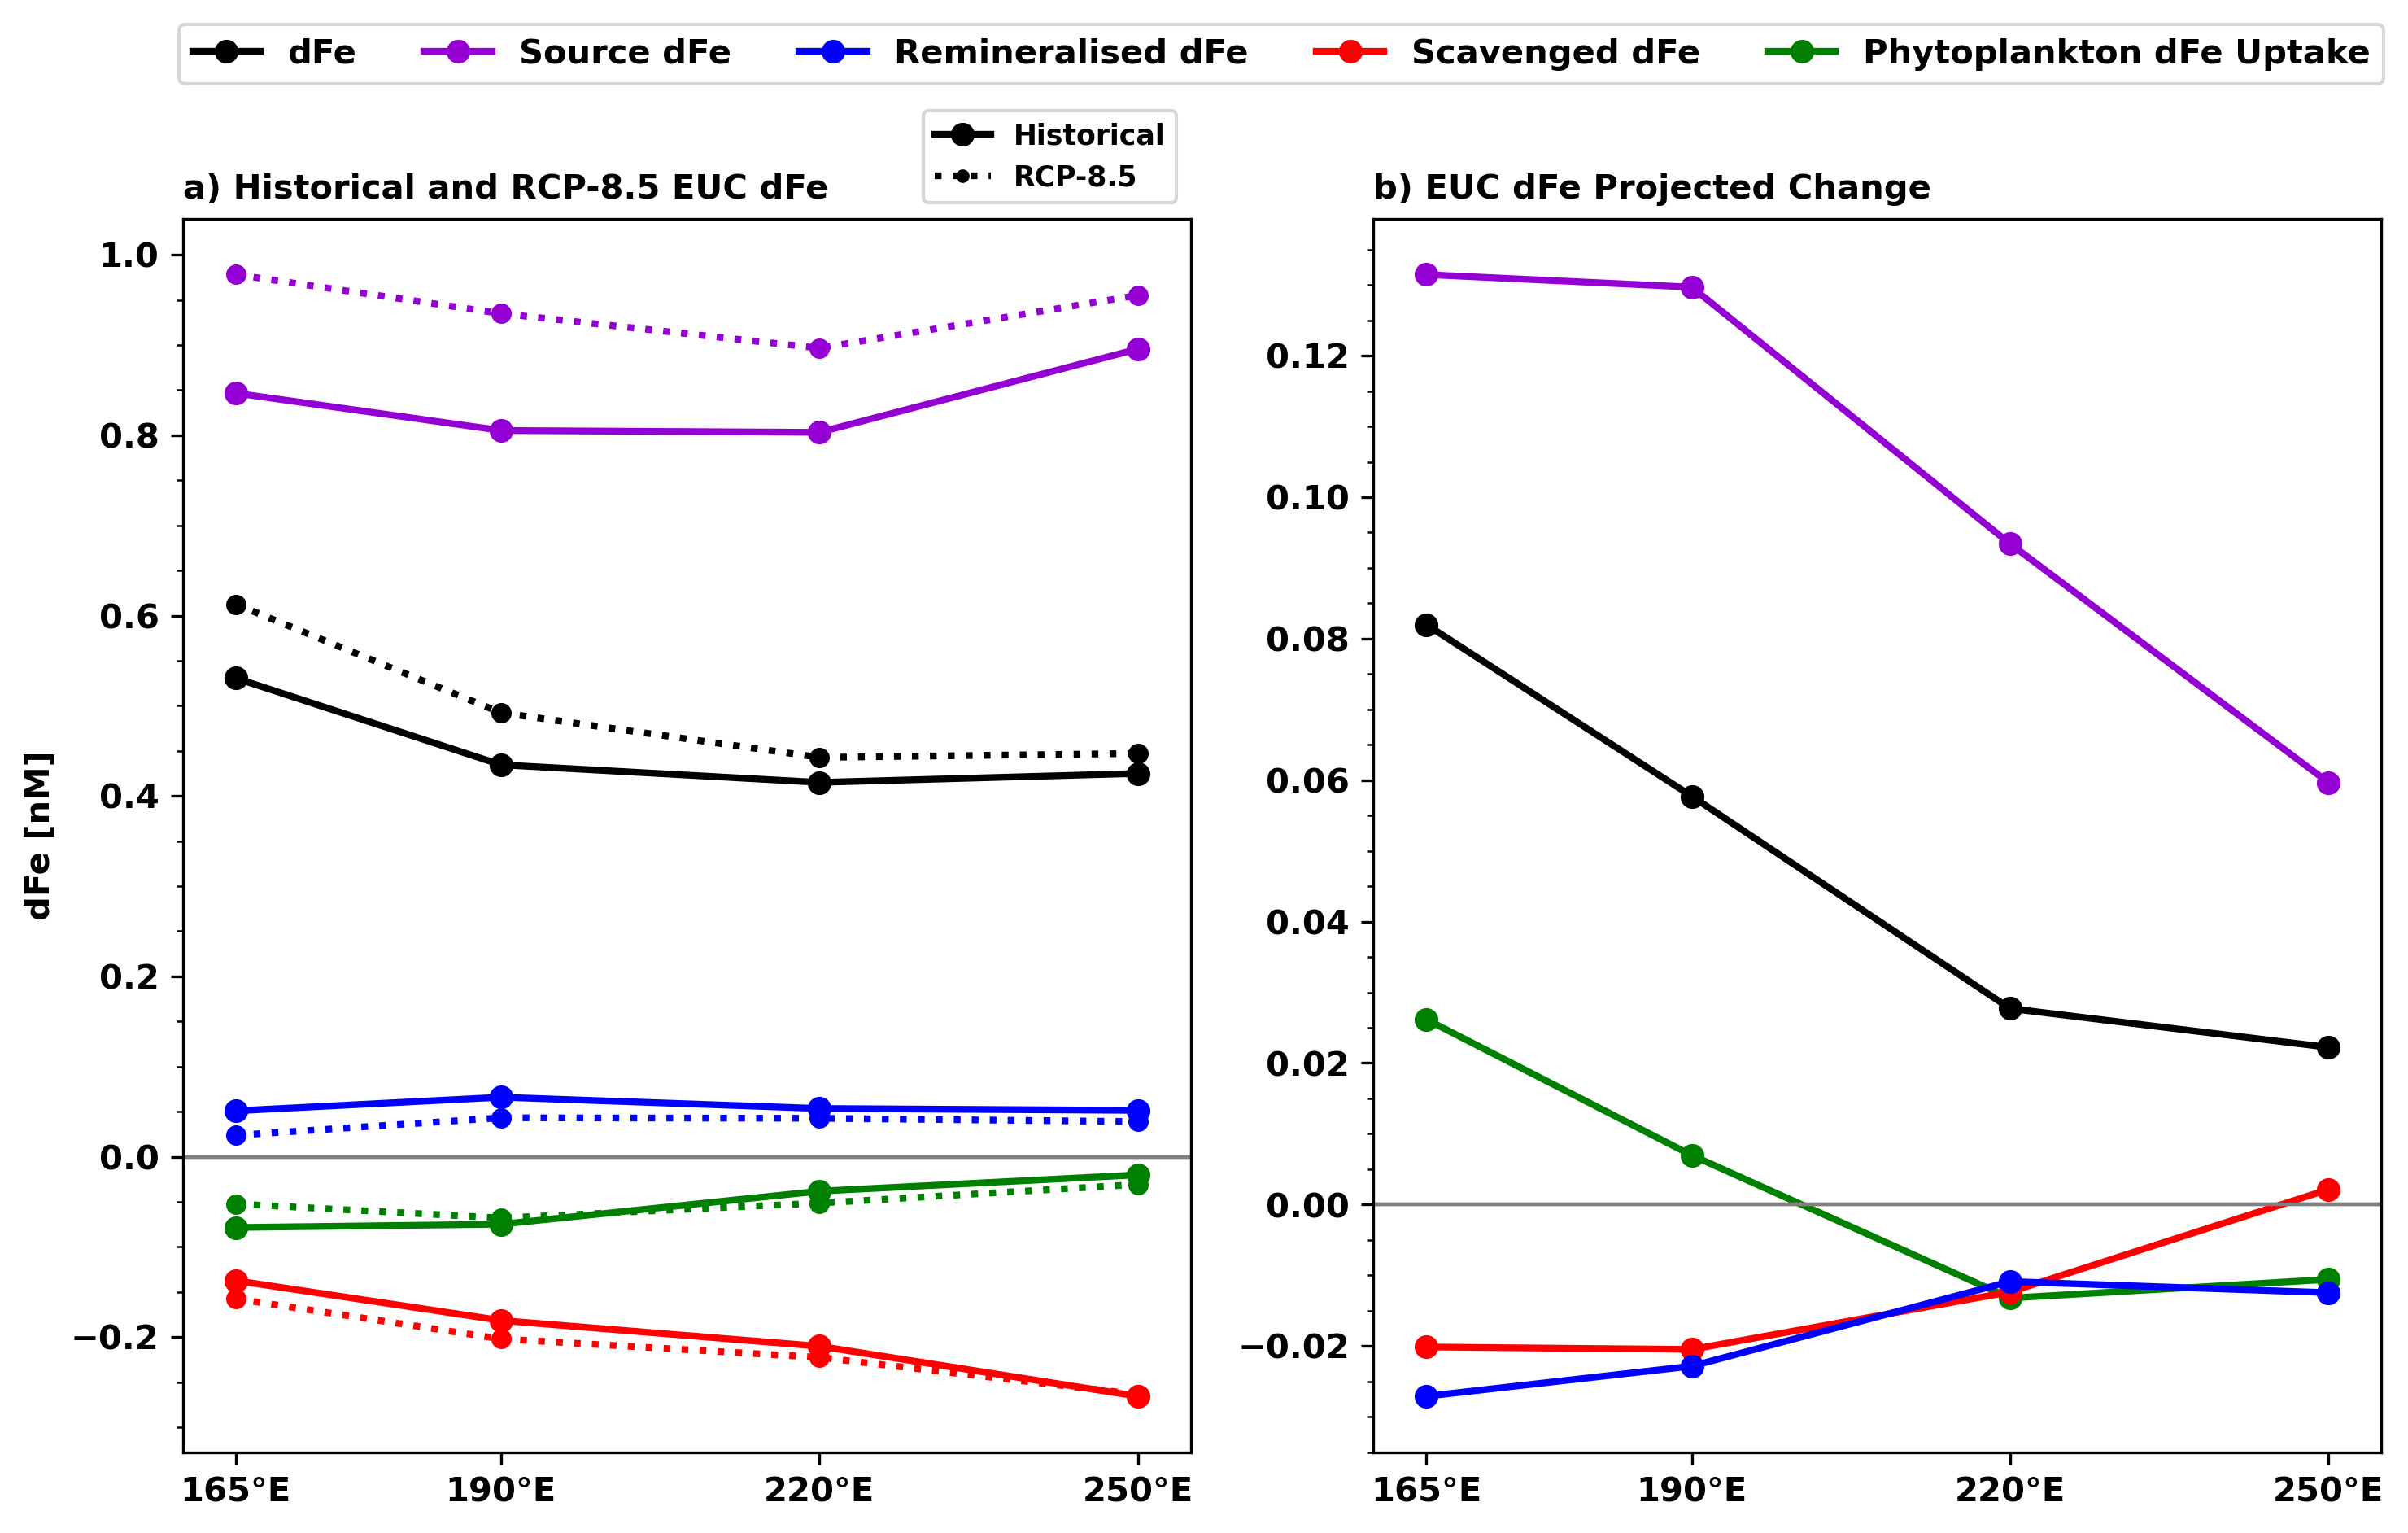 dFe Source dFe Remineralised dFe Scavenged dFe Phytoplankton dFe Uptake
Historical
RCP-8.5
a) Historical and RCP-8.5 EUC dFe
b) EUC dFe Projected Change
dFe [nM]
1.0
0.8
0.6
0.4
0.2
0.0
−0.2
165°E 190°E 220°E 250°E
0.12
0.10
0.08
0.06
0.04
0.02
0.00
−0.02
165°E 190°E 220°E 250°E